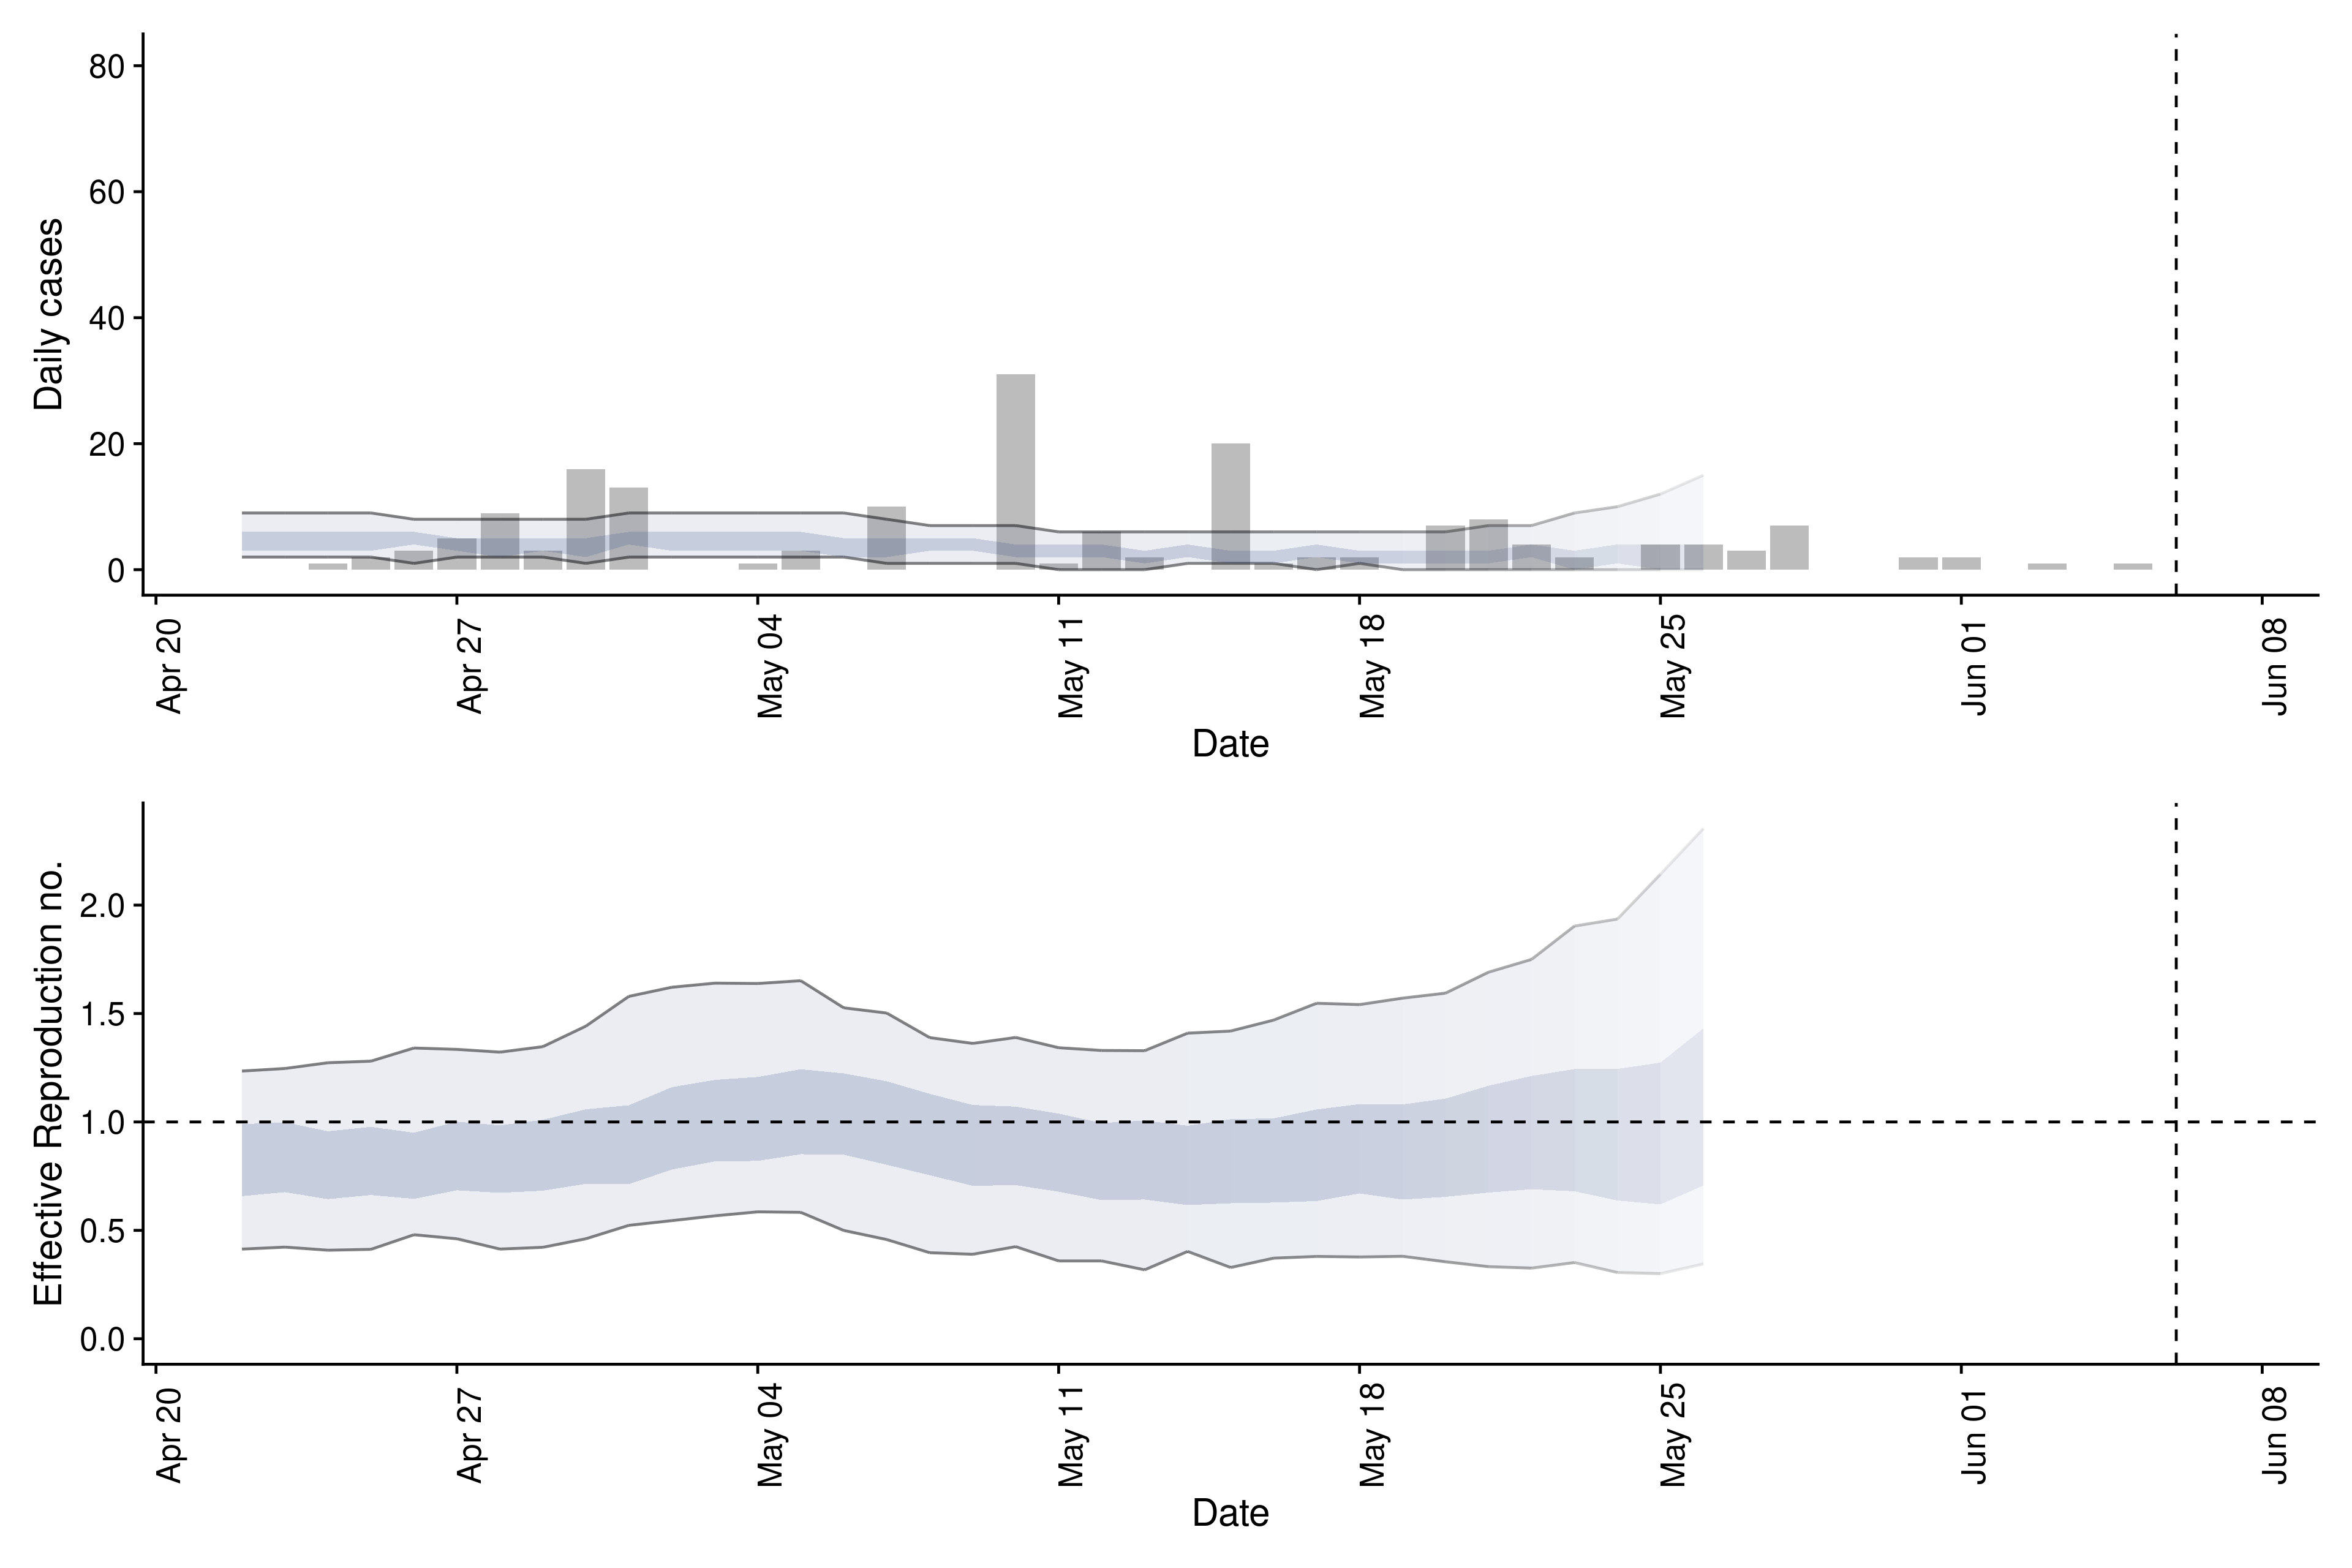 Daily cases
80
60
40
20
0
Apr 20
Apr 27
May 04
May 11
May 18
May 25
Jun 01
Jun 08
Date
Effective Reproduction no.
2.0
1.5
1.0
0.5
0.0
Apr 20
Apr 27
May 04
May 11
May 18
May 25
Jun 01
Jun 08
Date